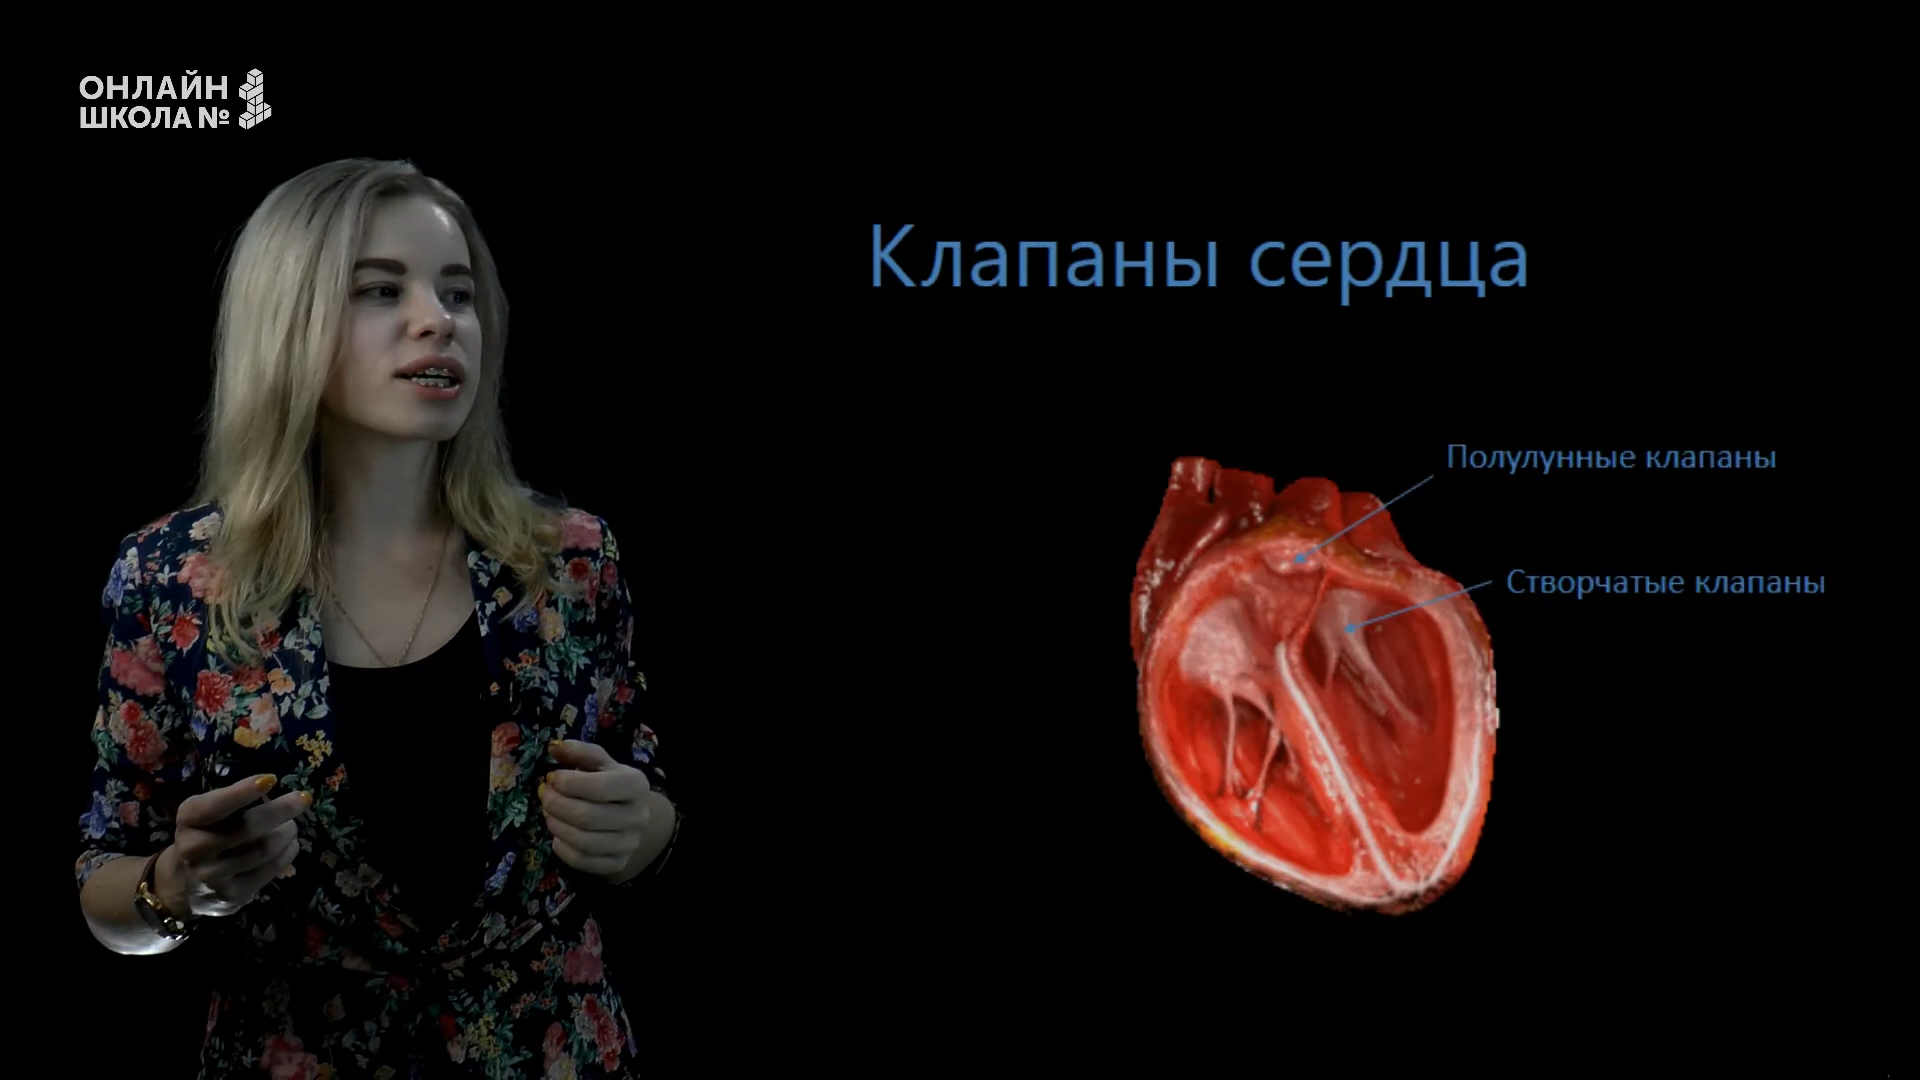 ОНЛАЙН
ШКОЛА №
Клапаны сердца
Полулунные клапаны
Створчатые клапаны